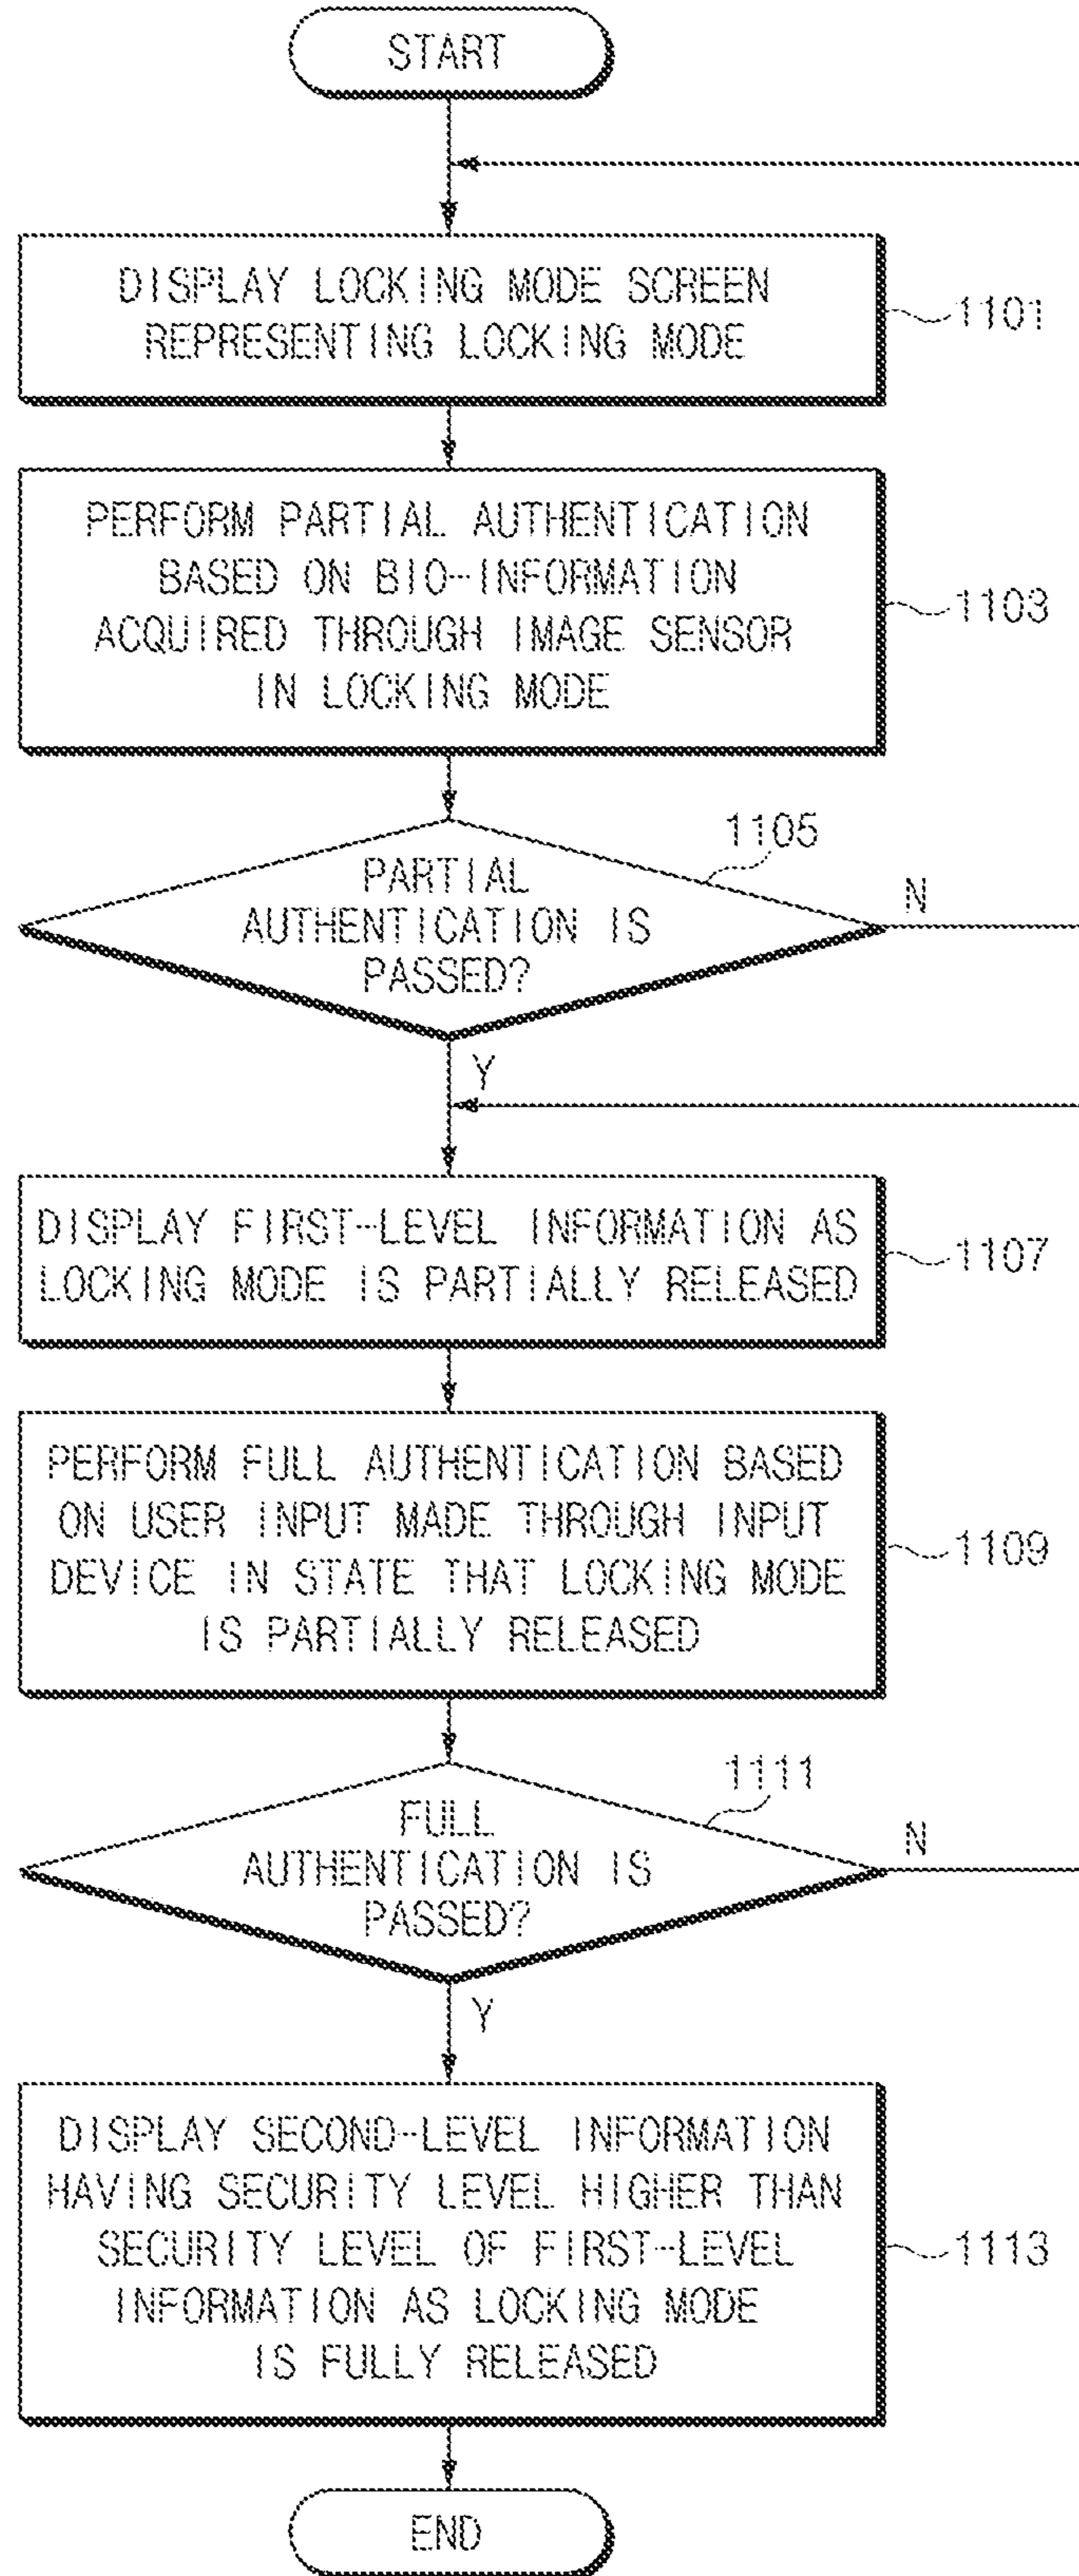 START
DISPLAY LOCKING MODE SCREEN
REPRESENTING LOCKING MODE
1101
PERFORM PARTIAL AUTHENTICATION
BASED ON BIO-INFORMATION
ACQUIRED THROUGH IMAGE SENSOR
IN LOCKING MODE
1103
1105
PARTIAL
AUTHENTICATION IS
PASSED?
N
Y
DISPLAY FIRST-LEVEL INFORMATION AS
LOCKING MODE IS PARTIALLY RELEASED
1107
PERFORM FULL AUTHENTICATION BASED
ON USER INPUT MADE THROUGH INPUT
DEVICE IN STATE THAT LOCKING MODE
IS PARTIALLY RELEASED
1109
1111
FULL
AUTHENTICATION IS
PASSED?
N
Y
DISPLAY SECOND-LEVEL INFORMATION
HAVING SECURITY LEVEL HIGHER THAN
SECURITY LEVEL OF FIRST-LEVEL
INFORMATION AS LOCKING MODE
IS FULLY RELEASED
1113
END